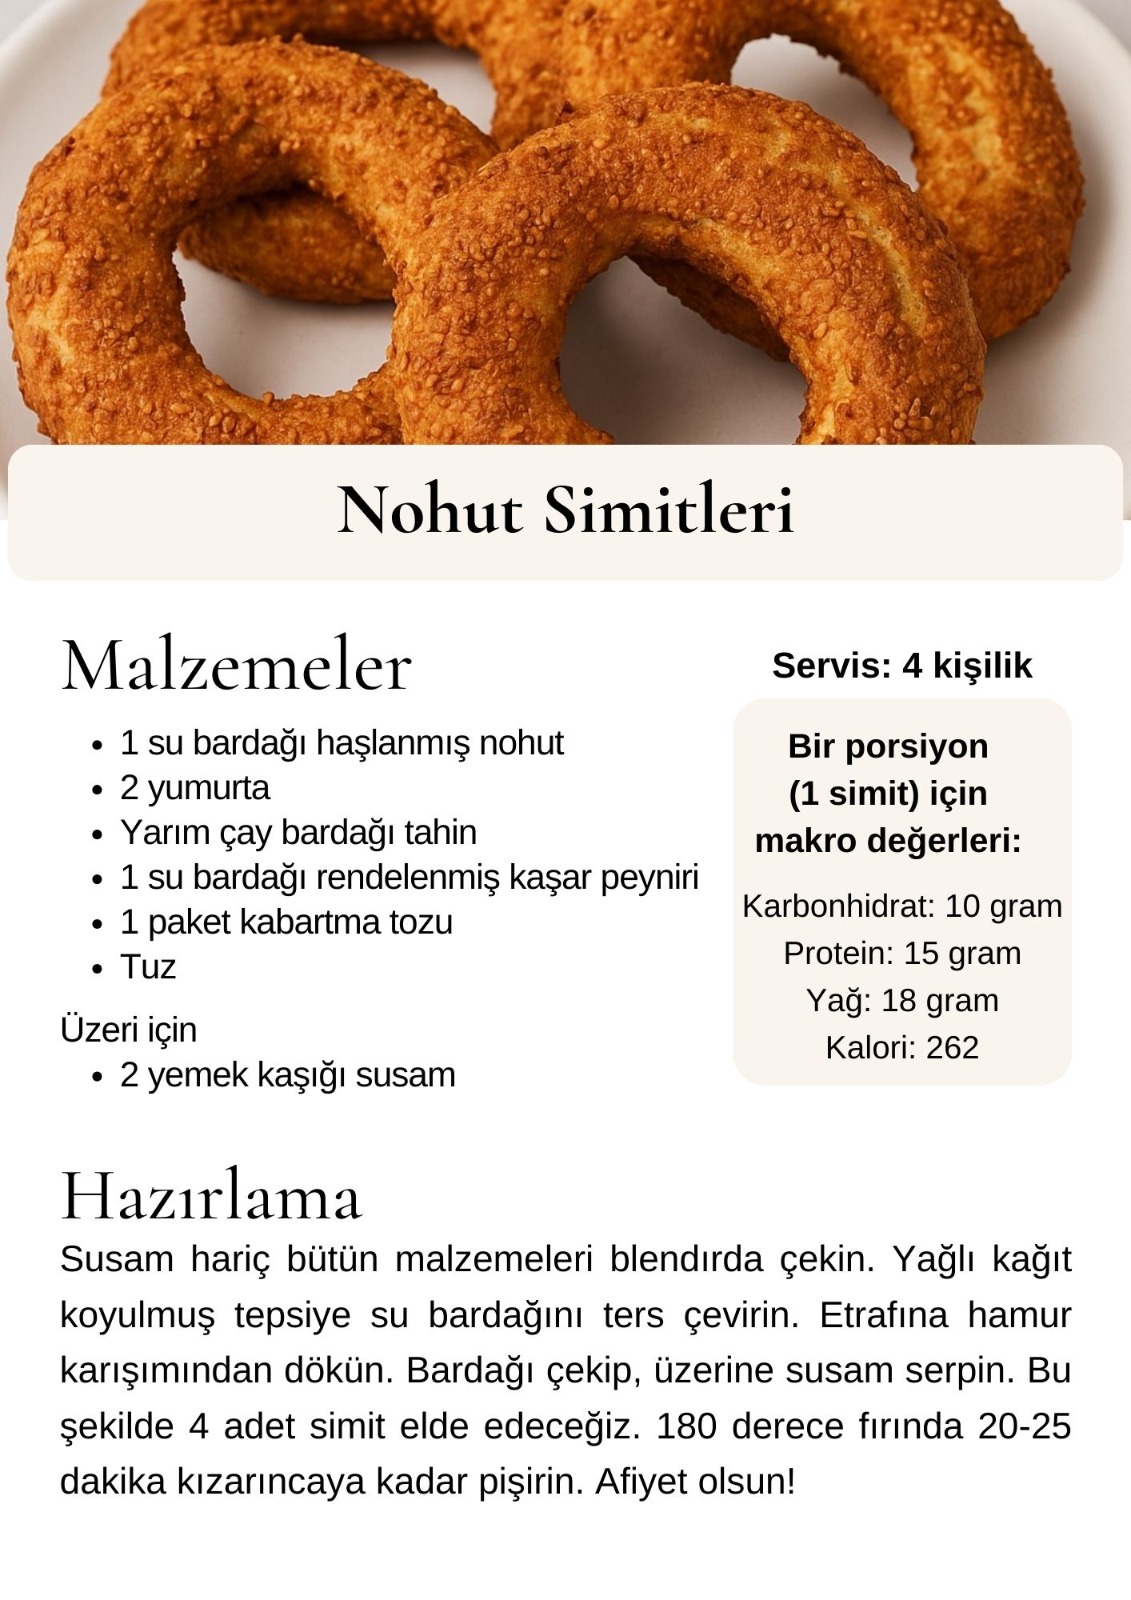 Nohut Simitleri
Malzemeler
• 1 su bardağı haşlanmış nohut
• 2 yumurta
• Yarım çay bardağı tahin
• 1 su bardağı rendelenmiş kaşar peyniri
• 1 paket kabartma tozu
• Tuz
Üzeri için
• 2 yemek kaşığı susam
Servis: 4 kişilik
Bir porsiyon
(1 simit) için
makro değerleri:
Karbonhidrat: 10 gram
Protein: 15 gram
Yağ: 18 gram
Kalori: 262
Hazırlama
Susam hariç bütün malzemeleri blendırda çekin. Yağlı kağıt
koyulmuş tepsiye su bardağını ters çevirin. Etrafına hamur
karışımından dökün. Bardağı çekip, üzerine susam serpin. Bu
şekilde 4 adet simit elde edeceğiz. 180 derece fırında 20-25
dakika kızarıncaya kadar pişirin. Afiyet olsun!